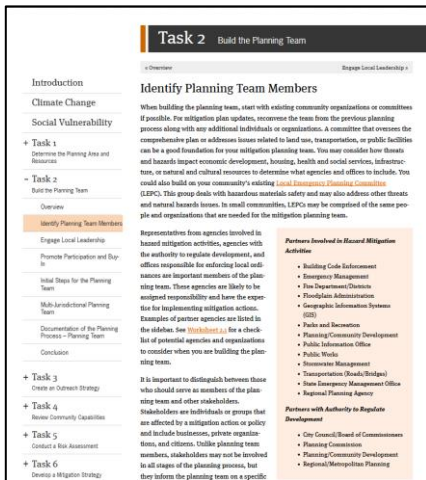 Task 2 Build the Planning Team
« Overview
Engage Local Leadership »
Introduction
Climate Change
Social Vulnerability
+ Task 1
Determine the Planning Area and
Resources
- Task 2
Build the Planning Team
Overview
Identify Planning Team Members
Engage Local Leadership
Promote Participation and Buy-
In
Initial Steps for the Planning
Team
Multi-Jurisdictional Planning
Team
Documentation of the Planning
Process – Planning Team
Conclusion
+ Task 3
Create an Outreach Strategy
+ Task 4
Review Community Capabilities
+ Task 5
Conduct a Risk Assessment
+ Task 6
Develop a Mitigation Strategy
Identify Planning Team Members
When building the planning team, start with existing community organizations or committees
if possible. For mitigation plan updates, reconvene the team from the previous planning
process along with any additional individuals or organizations. A committee that oversees the
comprehensive plan or addresses issues related to land use, transportation, or public facilities
can be a good foundation for your mitigation planning team. You may consider how threats
and hazards impact economic development, housing, health and social services, infrastruc-
ture, or natural and cultural resources to determine what agencies and offices to include. You
could also build on your community's existing Local Emergency Planning Committee
(LEPC). This group deals with hazardous materials safety and may also address other threats
and natural hazards issues. In small communities, LEPCs may be comprised of the same peo-
ple and organizations that are needed for the mitigation planning team.
Representatives from agencies involved in
hazard mitigation activities, agencies with
the authority to regulate development, and
offices responsible for enforcing local ordi-
nances are important members of the plan-
ning team. These agencies are likely to be
assigned responsibility and have the exper-
tise for implementing mitigation actions.
Examples of partner agencies are listed in
the sidebar. See Worksheet 2.1 for a check-
list of potential agencies and organizations
to consider when you are building the plan-
ning team.
It is important to distinguish between those
who should serve as members of the plan-
ning team and other stakeholders.
Stakeholders are individuals or groups that
are affected by a mitigation action or policy
and include businesses, private organiza-
tions, and citizens. Unlike planning team
members, stakeholders may not be involved
in all stages of the planning process, but
they inform the planning team on a specific
Partners Involved in Hazard Mitigation
Activities
• Building Code Enforcement
• Emergency Management
• Fire Department/Districts
• Floodplain Administration
• Geographic Information Systems
(GIS)
• Parks and Recreation
• Planning/Community Development
• Public Information Office
• Public Works
• Stormwater Management
• Transportation (Roads/Bridges)
• State Emergency Management Office
• Regional Planning Agency
Partners with Authority to Regulate
Development
• City Council/Board of Commissioners
• Planning Commission
• Planning/Community Development
• Regional/Metropolitan Planning